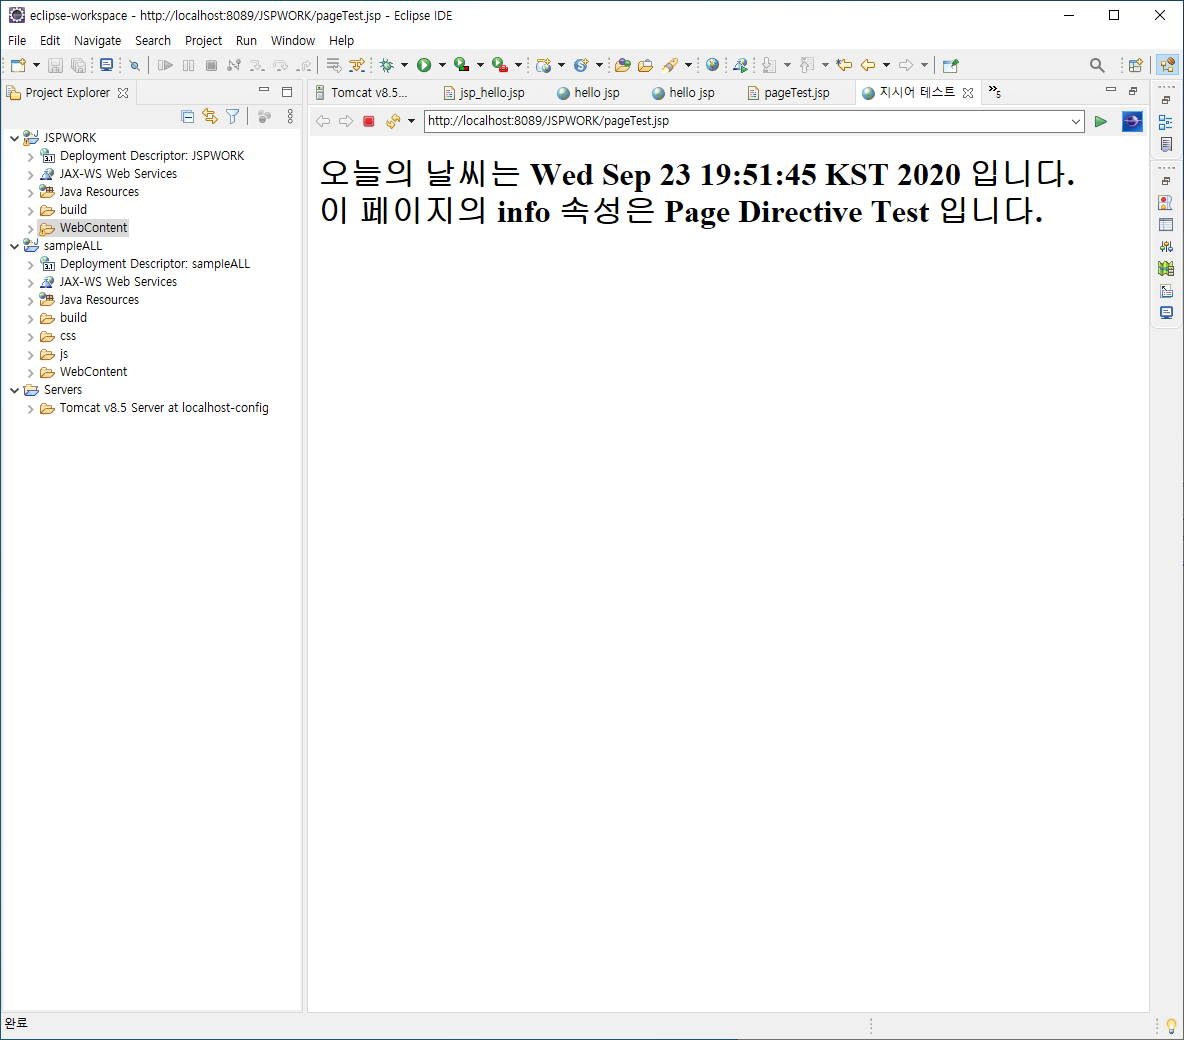 eclipse-workspace - http://localhost:8089/JSPWORK/pageTest.jsp - Eclipse IDE
File Edit Navigate Search Project Run Window Help
Project Explorer
JSPWORK
Deployment Descriptor: JSPWORK
JAX-WS Web Services
Java Resources
build
WebContent
sampleALL
Deployment Descriptor: sampleALL
JAX-WS Web Services
Java Resources
build
css
js
WebContent
Servers
Tomcat v8.5 Server at localhost-config
Tomcat v8.5... jsp_hello.jsp hello jsp hello jsp pageTest.jsp 지시어 테스트 »5
http://localhost:8089/JSPWORK/pageTest.jsp
오늘의 날씨는 Wed Sep 23 19:51:45 KST 2020 입니다.
이 페이지의 info 속성은 Page Directive Test 입니다.
완료